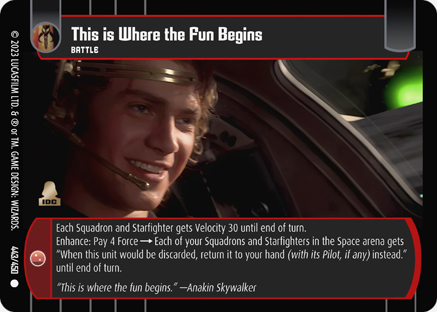 This is Where the Fun Begins
BATTLE
© 2023 LUCASFILM LTD. & ® or TM. GAME DESIGN: WIZARDS.
443/450
IDC
Each Squadron and Starfighter gets Velocity 30 until end of turn.
Enhance: Pay 4 Force → Each of your Squadrons and Starfighters in the Space arena gets
"When this unit would be discarded, return it to your hand (with its Pilot, if any) instead."
until end of turn.
"This is where the fun begins." —Anakin Skywalker